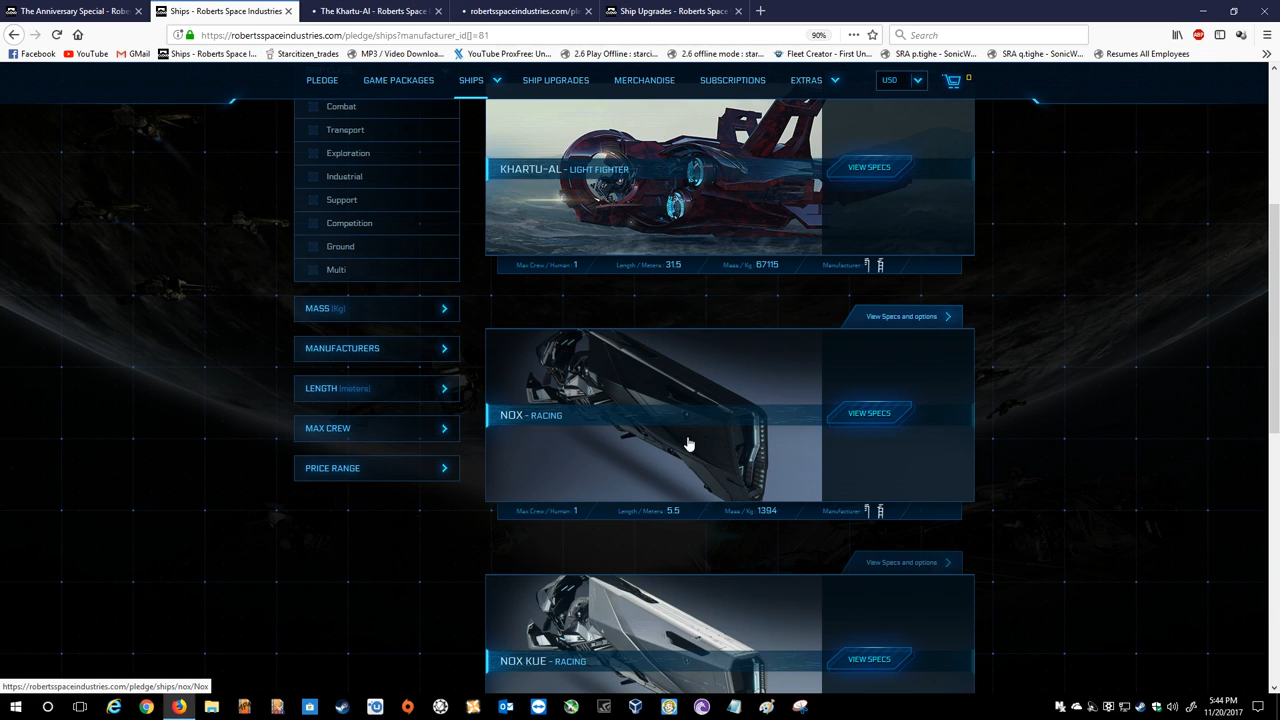 The Anniversary Special - Rober
Ships - Roberts Space Industries
The Khartu-Al - Roberts Space I
robertsspaceindustries.com/ple
Ship Upgrades - Roberts Space
https://robertsspaceindustries.com/pledge/ships?manufacturer_id[]=81
90%
Search
Facebook
YouTube
GMail
Ships - Roberts Space I...
Starcitizen_trades
MP3 / Video Downloa...
YouTube ProxFree: Un...
2.6 Play Offline : starci...
2.6 offline mode : star...
Fleet Creator - First Un...
SRA p.tighe - SonicW...
SRA q.tighe - SonicW...
Resumes All Employees
PLEDGE
GAME PACKAGES
SHIPS
SHIP UPGRADES
MERCHANDISE
SUBSCRIPTIONS
EXTRAS
USD
0
Combat
Transport
Exploration
Industrial
Support
Competition
Ground
Multi
MASS (Kg)
MANUFACTURERS
LENGTH (meters)
MAX CREW
PRICE RANGE
KHARTU-AL - LIGHT FIGHTER
VIEW SPECS
Max Crew / Human : 1
Length / Meters : 31.5
Mass / Kg : 67115
Manufacturer
View Specs and options
NOX - RACING
VIEW SPECS
Max Crew / Human : 1
Length / Meters : 5.5
Mass / Kg : 1394
Manufacturer
View Specs and options
NOX KUE - RACING
VIEW SPECS
https://robertsspaceindustries.com/pledge/ships/nox/Nox
5:44 PM
11/20/2017